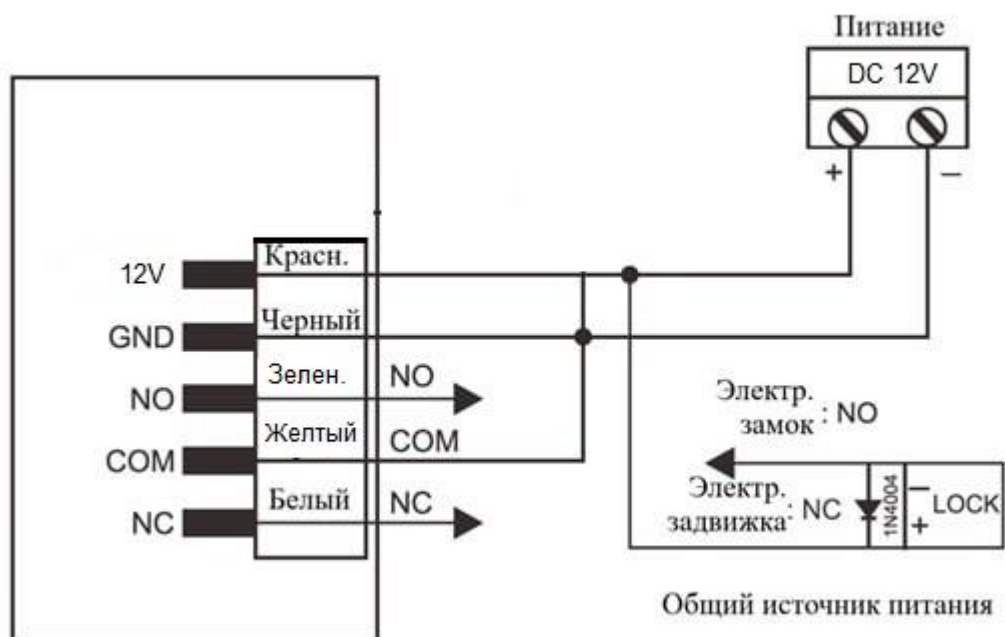 Питание
DC 12V
+ −
12V Красн.
GND Черный
NO Зелен. NO
COM Желтый COM
NC Белый NC
Электр.
замок : NO
Электр.
задвижка : NC
1N4004
− LOCK
+
Общий источник питания